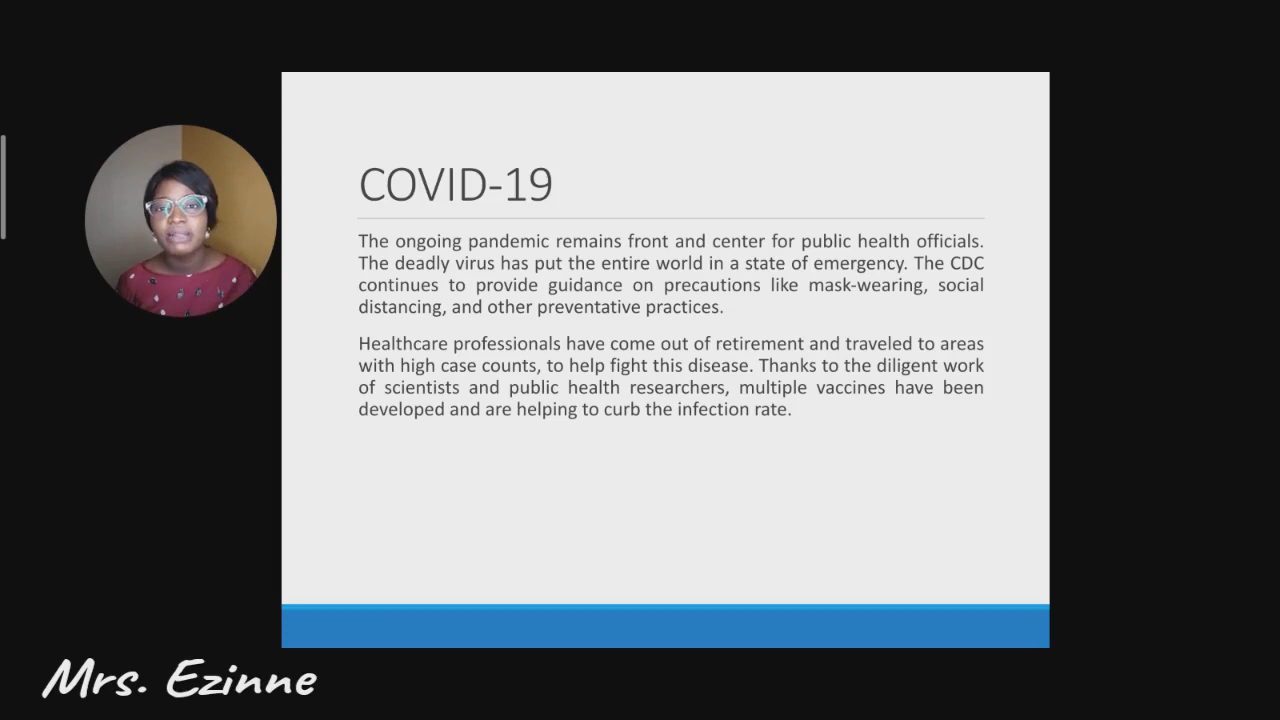 COVID-19
The ongoing pandemic remains front and center for public health officials.
The deadly virus has put the entire world in a state of emergency. The CDC
continues to provide guidance on precautions like mask-wearing, social
distancing, and other preventative practices.
Healthcare professionals have come out of retirement and traveled to areas
with high case counts, to help fight this disease. Thanks to the diligent work
of scientists and public health researchers, multiple vaccines have been
developed and are helping to curb the infection rate.
Mrs. Ezinne